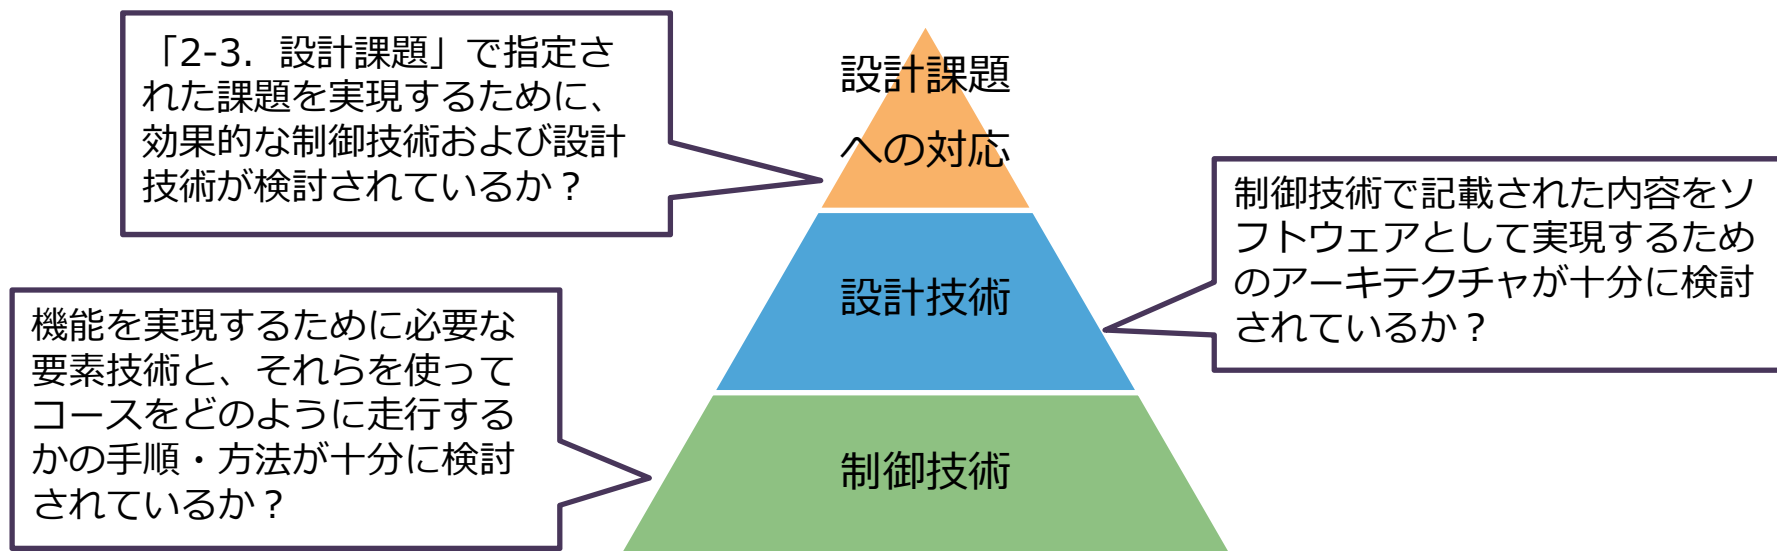 「2-3. 設計課題」で指定さ
れた課題を実現するために、
効果的な制御技術および設計
技術が検討されているか？
設計課題
への対応
制御技術で記載された内容をソ
フトウェアとして実現するため
のアーキテクチャが十分に検討
されているか？
設計技術
機能を実現するために必要な
要素技術と、それらを使って
コースをどのように走行する
かの手順・方法が十分に検討
されているか？
制御技術